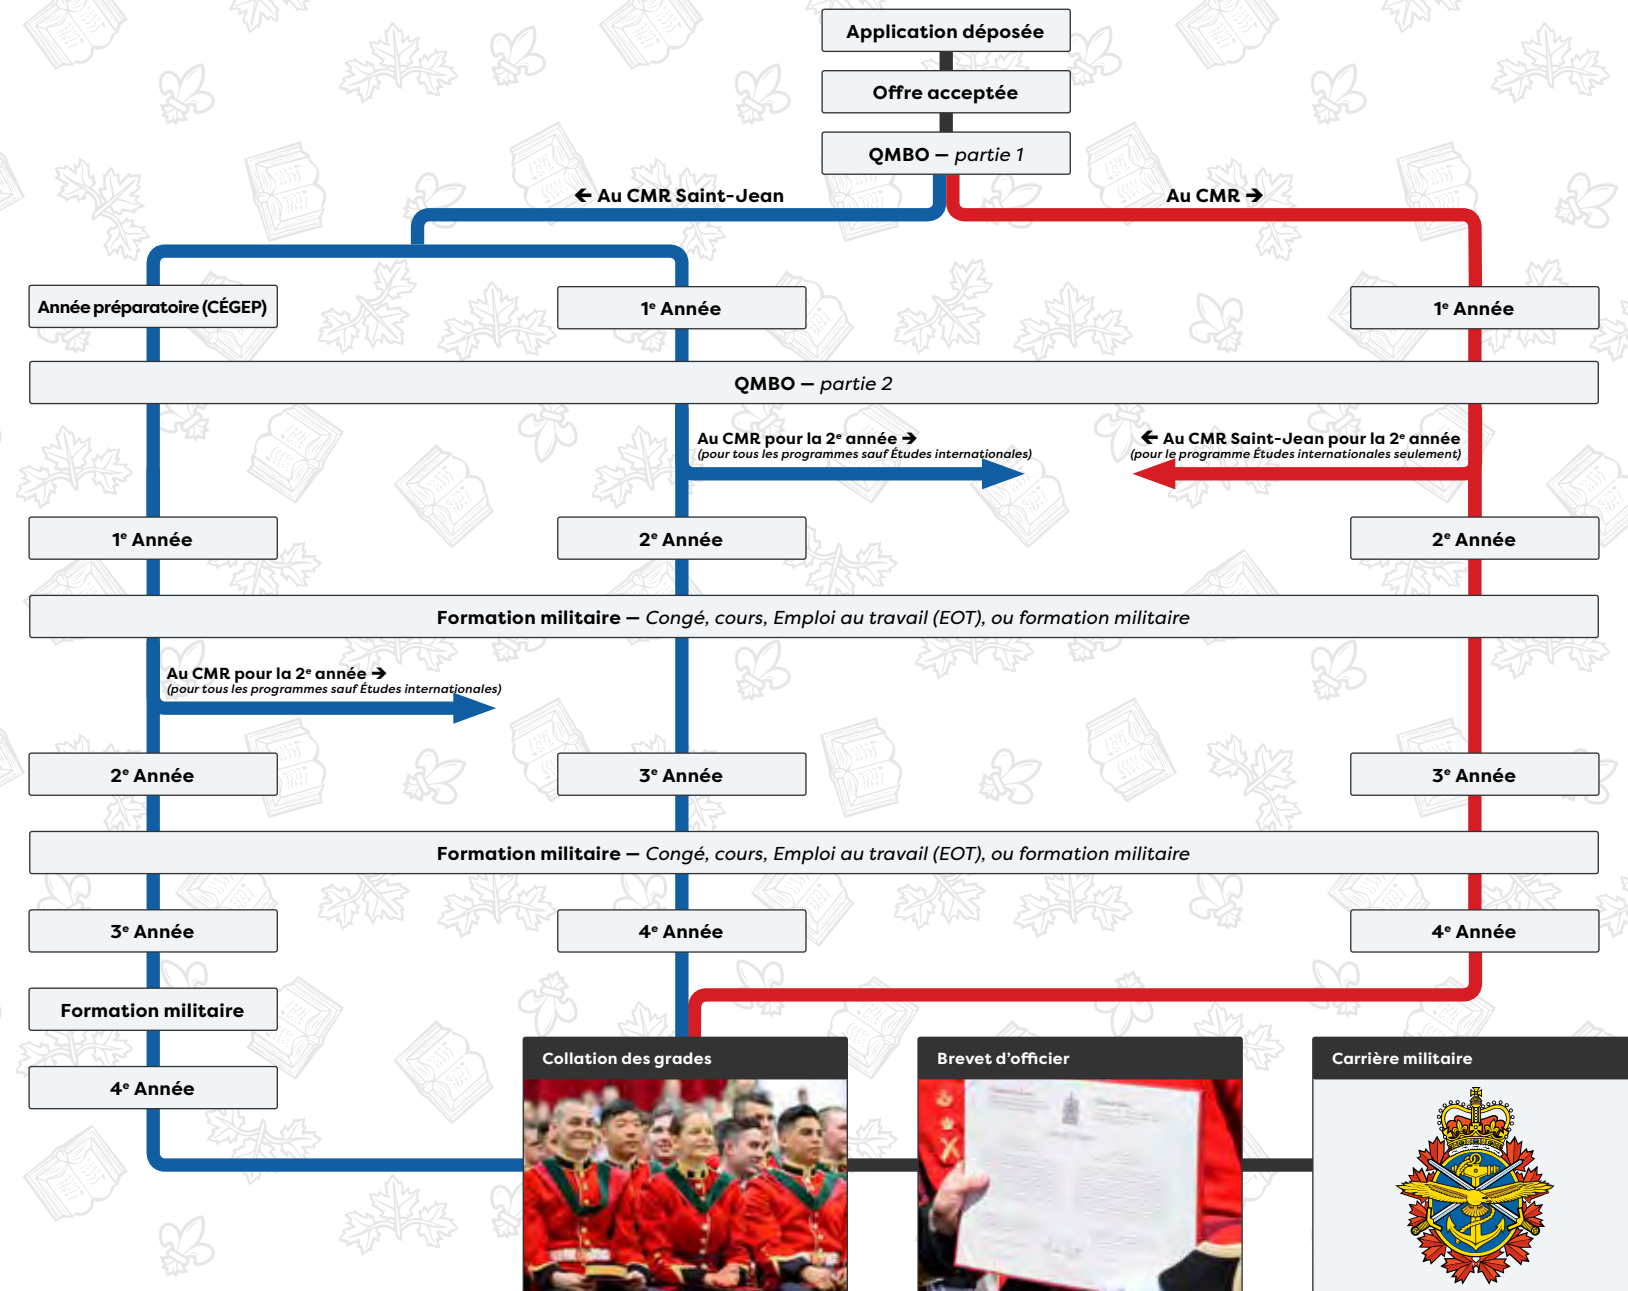 Application déposée
Offre acceptée
QMBO – partie 1
← Au CMR Saint-Jean
Au CMR →
Année préparatoire (CÉGEP)
1e Année
1e Année
QMBO – partie 2
Au CMR pour la 2e année →
(pour tous les programmes sauf Études internationales)
← Au CMR Saint-Jean pour la 2e année
(pour le programme Études internationales seulement)
1e Année
2e Année
2e Année
Formation militaire – Congé, cours, Emploi au travail (EOT), ou formation militaire
Au CMR pour la 2e année →
(pour tous les programmes sauf Études internationales)
2e Année
3e Année
3e Année
Formation militaire – Congé, cours, Emploi au travail (EOT), ou formation militaire
3e Année
4e Année
4e Année
Formation militaire
4e Année
Collation des grades
Brevet d'officier
Carrière militaire